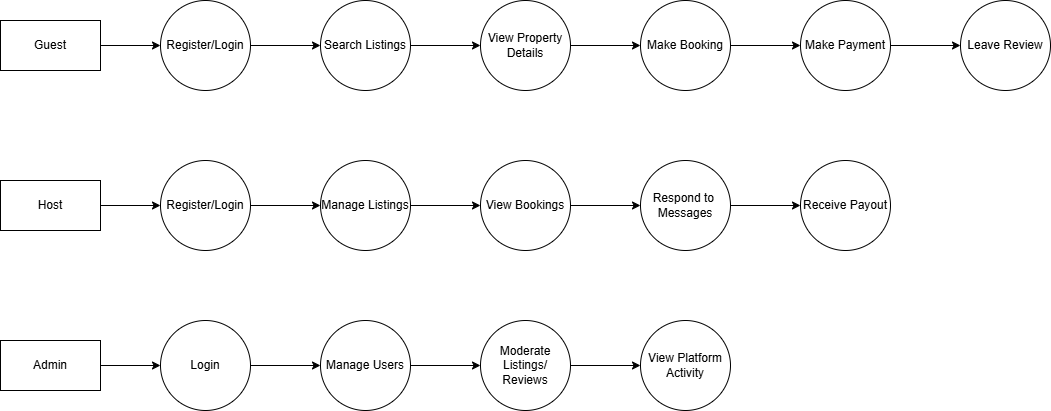 Guest
Register/Login
Search Listings
View Property
Details
Make Booking
Make Payment
Leave Review
Host
Register/Login
Manage Listings
View Bookings
Respond to
Messages
Receive Payout
Admin
Login
Manage Users
Moderate
Listings/
Reviews
View Platform
Activity